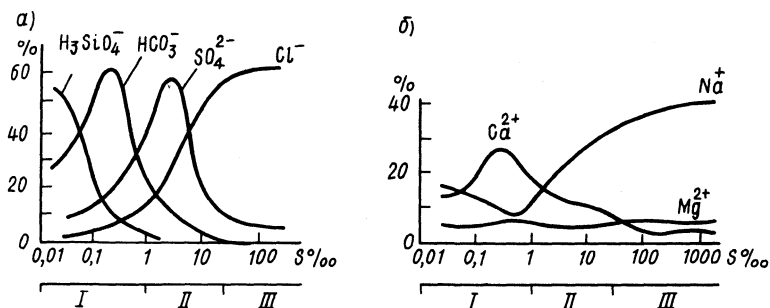 а)
%
H₃SiO₄⁻ HCO₃⁻ SO₄²⁻ Cl⁻
60
40
20
0
0,01 0,1 1 10 100 S‰
I II III
б)
%
Na⁺
40
Ca²⁺
20
Mg²⁺
0
0,01 0,1 1 10 100 1000 S‰
I II III